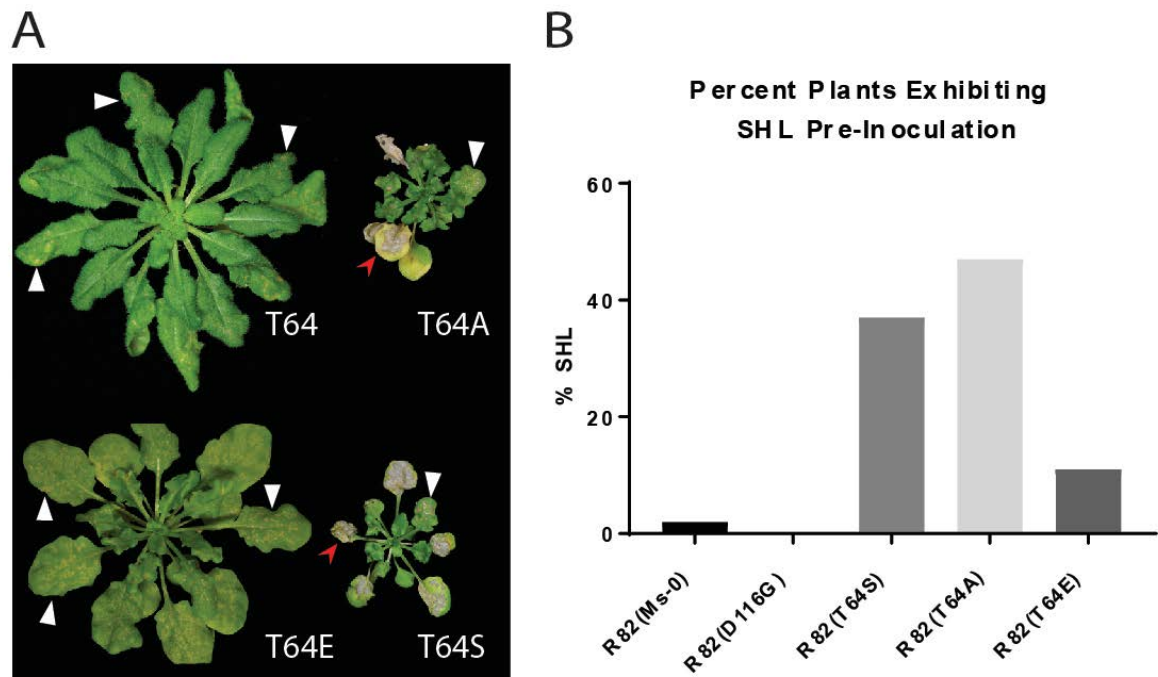 A
T64
T64A
T64E
T64S
B
Percent Plants Exhibiting
SHL Pre-Inoculation
% SHL
60
40
20
0
R82(Ms-0)
R82(D116G)
R82(T64S)
R82(T64A)
R82(T64E)